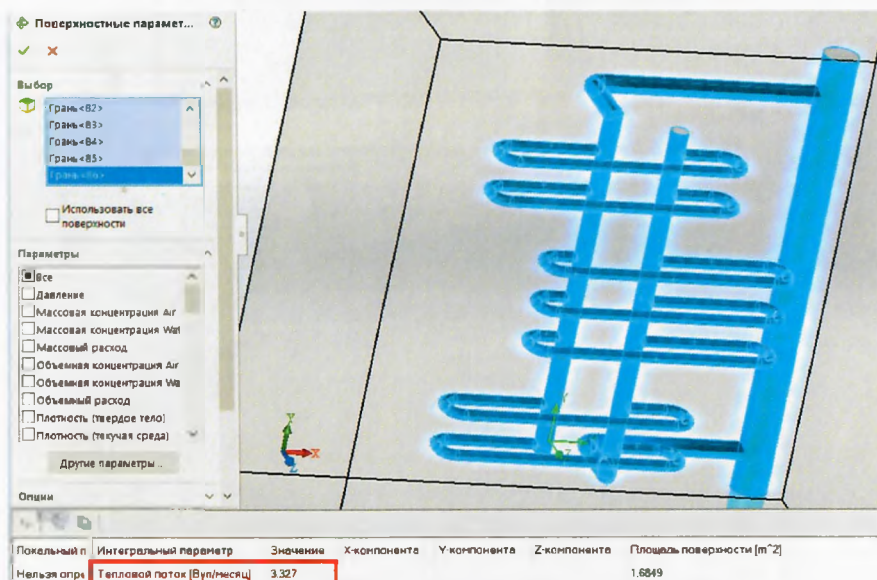 Поверхностные парамет...
Выбор
Грань<82>
Грань<83>
Грань<84>
Грань<85>
Грань<86>
Использовать все
поверхности
Параметры
Все
Давление
Массовая концентрация Air
Массовая концентрация Wat
Массовый расход
Объемная концентрация Air
Объемная концентрация Wa
Объемный расход
Плотность (твердое тело)
Плотность (текучая среда)
Другие параметры...
Опции
Y
X
Z
Y
Z
Локальный п Интегральный параметр Значение X-компонента Y-компонента Z-компонента Площадь поверхности [m^2]
Нельзя опре Тепловой поток [Вуп/месяц] 3.327 1.6849